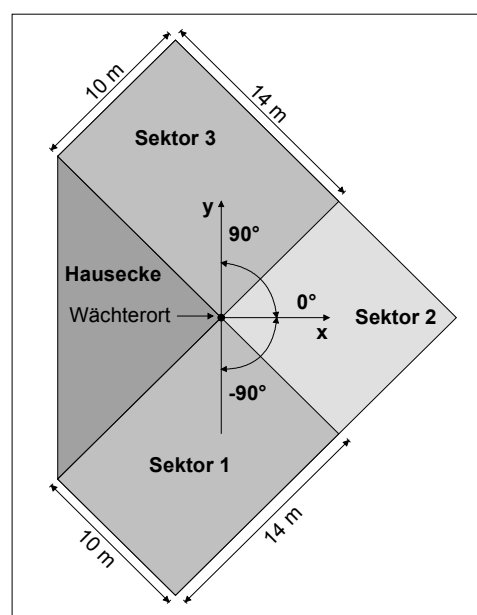 10 m
14 m
Sektor 3
y
90°
Hausecke
0°
Wächterort
x
Sektor 2
-90°
Sektor 1
10 m
14 m